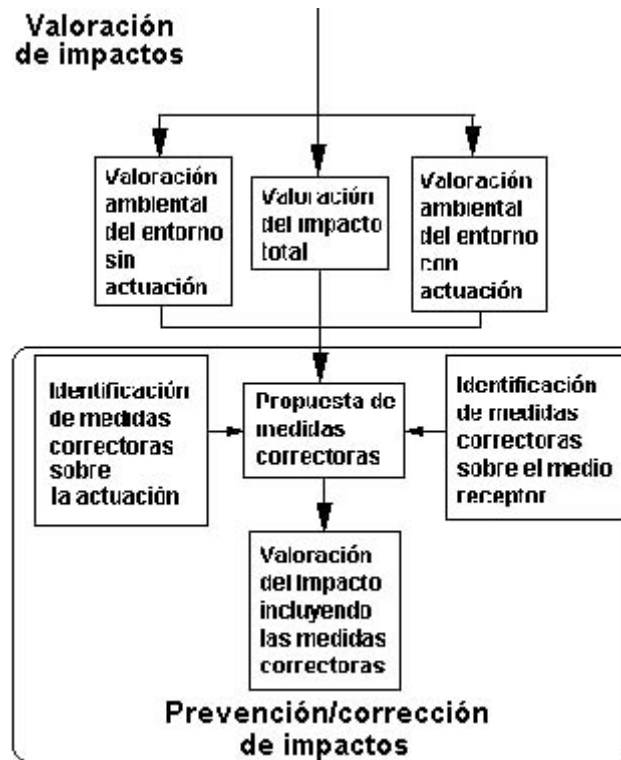 Valoración
de impactos
Valoración
ambiental
del entorno
sin
actuación
Valoración
del impacto
total
Valoración
ambiental
del entorno
con
actuación
Identificación
de medidas
correctoras
sobre
la actuación
Propuesta de
medidas
correctoras
Identificación
de medidas
correctoras
sobre el medio
receptor
Valoración
del impacto
incluyendo
las medidas
correctoras
Prevención/corrección
de impactos